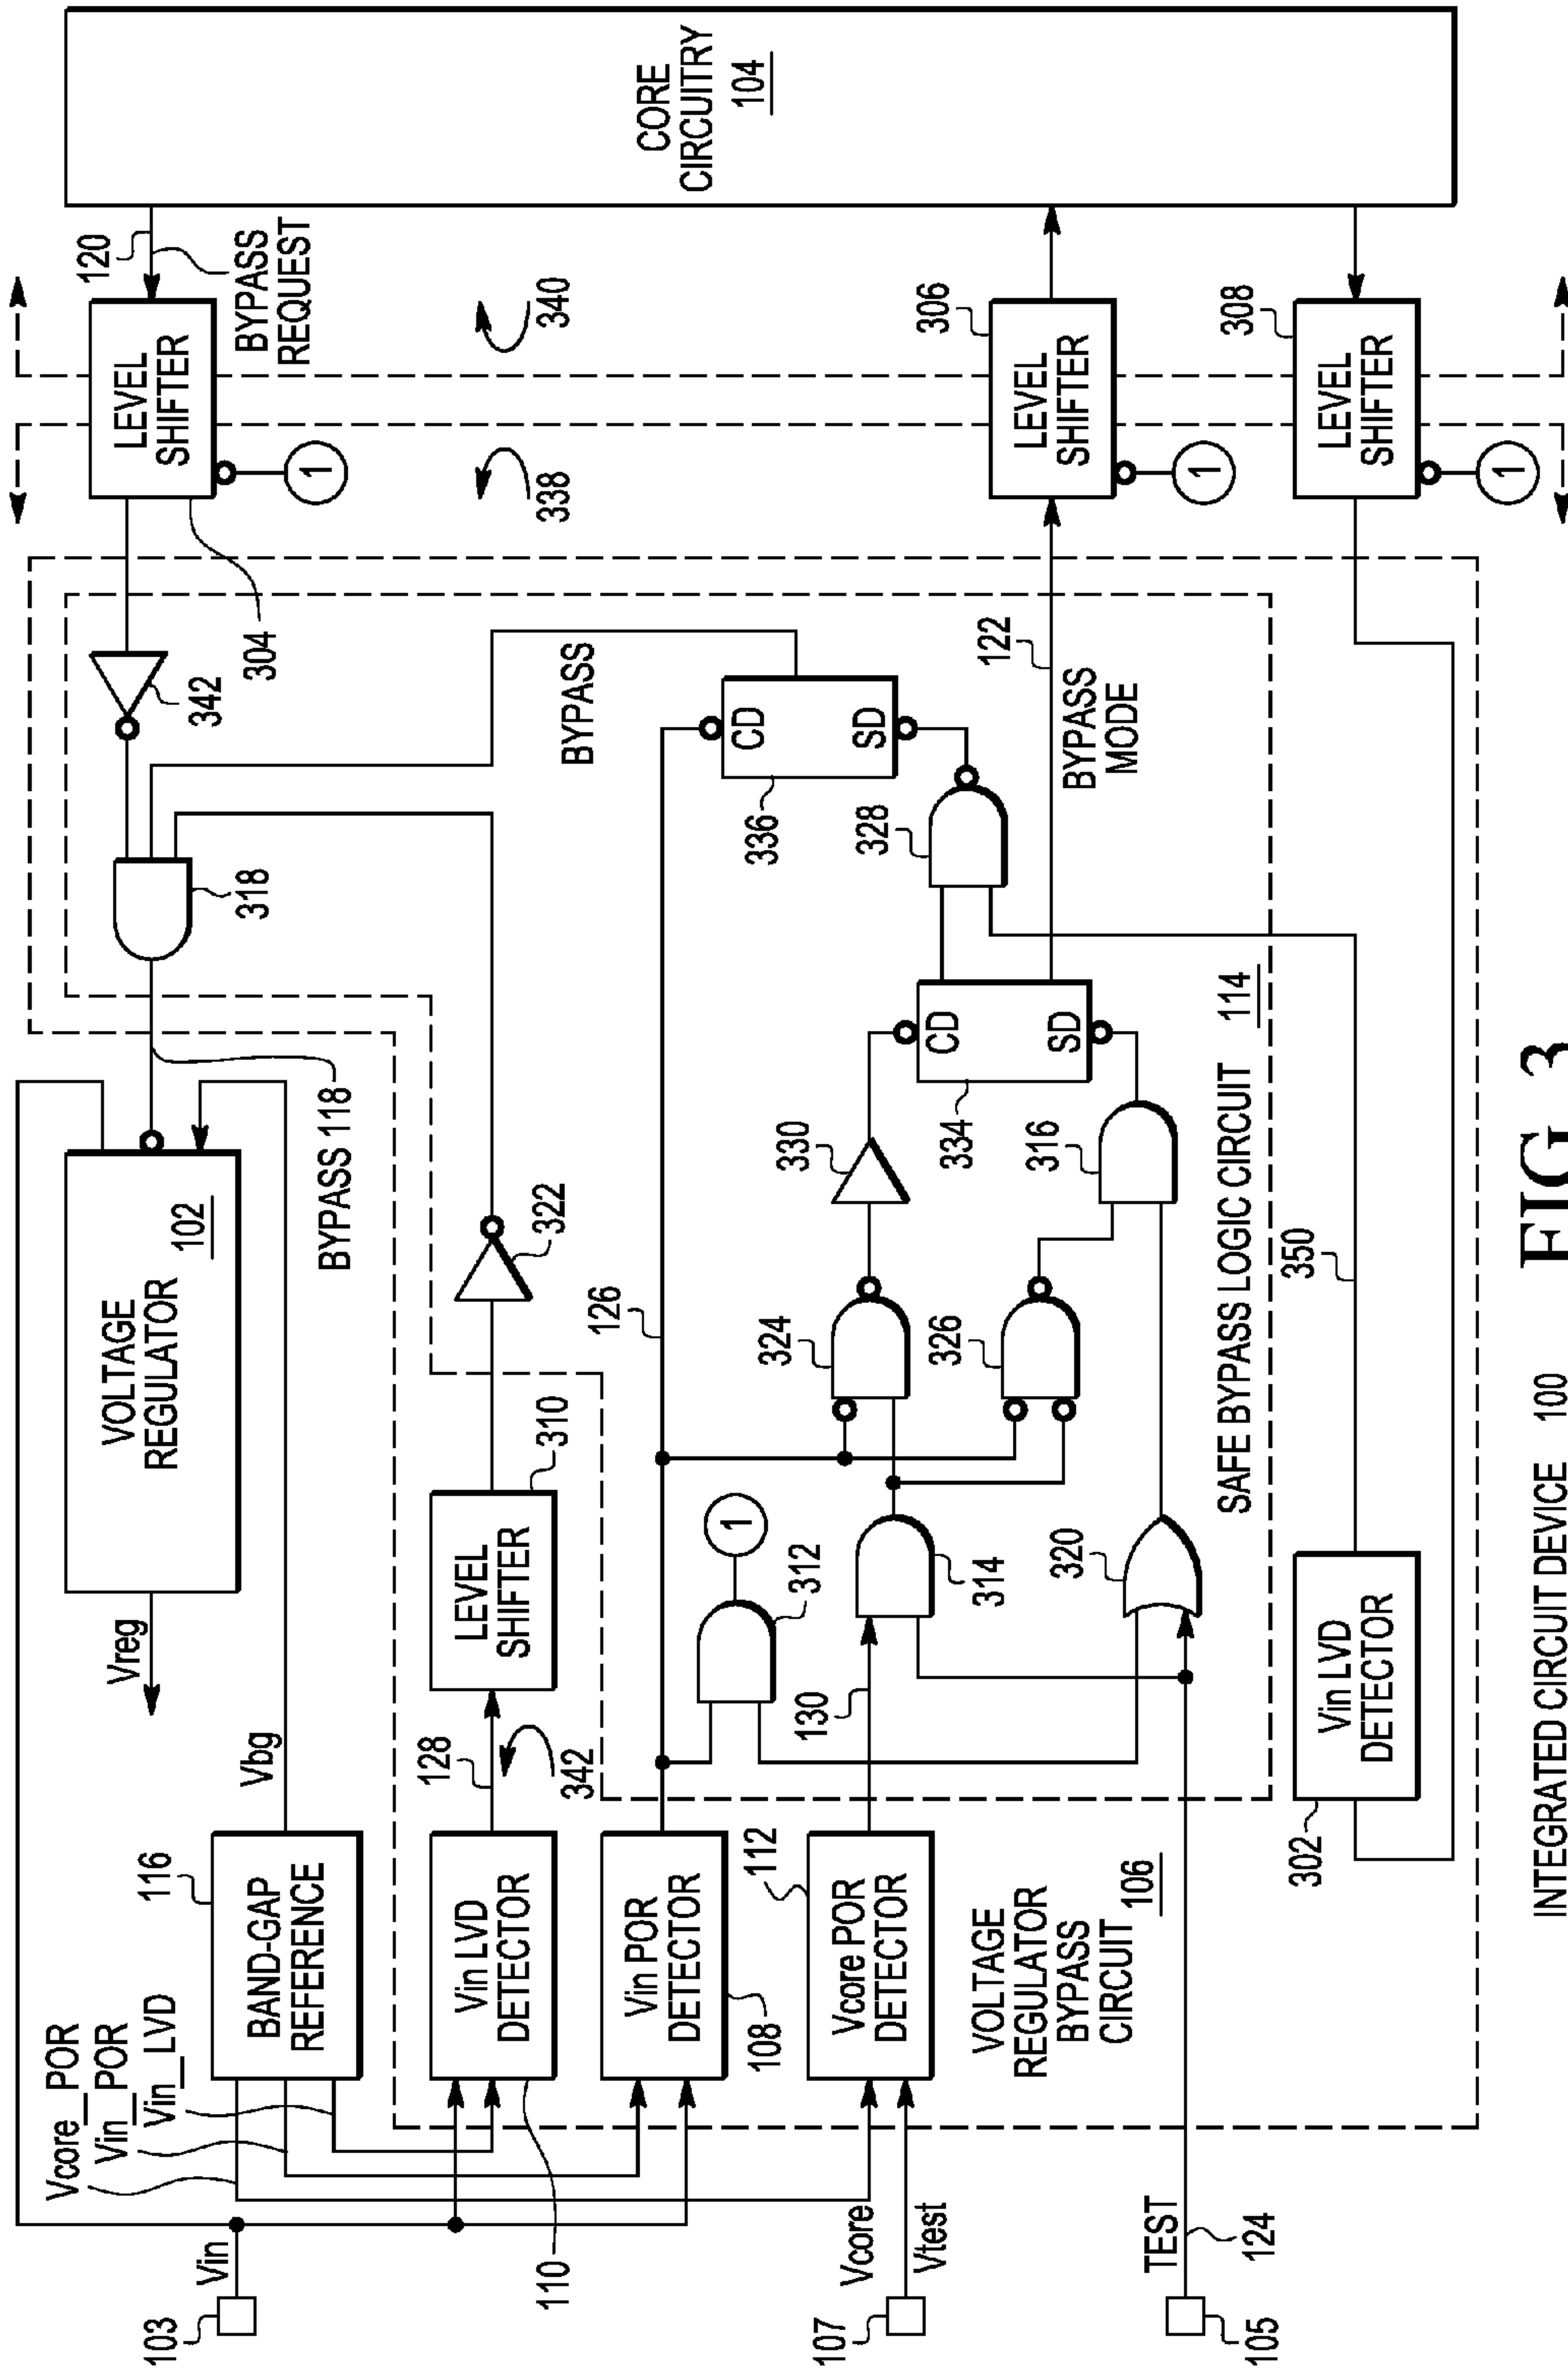 103
Vin
Vcore_POR
Vin_POR
Vin_LVD
116
BAND-GAP
REFERENCE
Vbg
Vreg
VOLTAGE
REGULATOR
102
BYPASS 118
318
342
304
LEVEL
SHIFTER
1
120
BYPASS
REQUEST
CORE
CIRCUITRY
104
110
Vin LVD
DETECTOR
128
342
LEVEL
SHIFTER
310
322
BYPASS
338
340
Vin POR
DETECTOR
108
126
312
1
324
330
CD
SD
336
328
107
Vcore
Vtest
112
Vcore POR
DETECTOR
130
314
326
CD
SD
334
316
122
BYPASS
MODE
306
LEVEL
SHIFTER
1
105
TEST
124
VOLTAGE
REGULATOR
BYPASS
CIRCUIT
106
320
SAFE BYPASS LOGIC CIRCUIT
114
302
Vin LVD
DETECTOR
350
308
LEVEL
SHIFTER
1
INTEGRATED CIRCUIT DEVICE 100